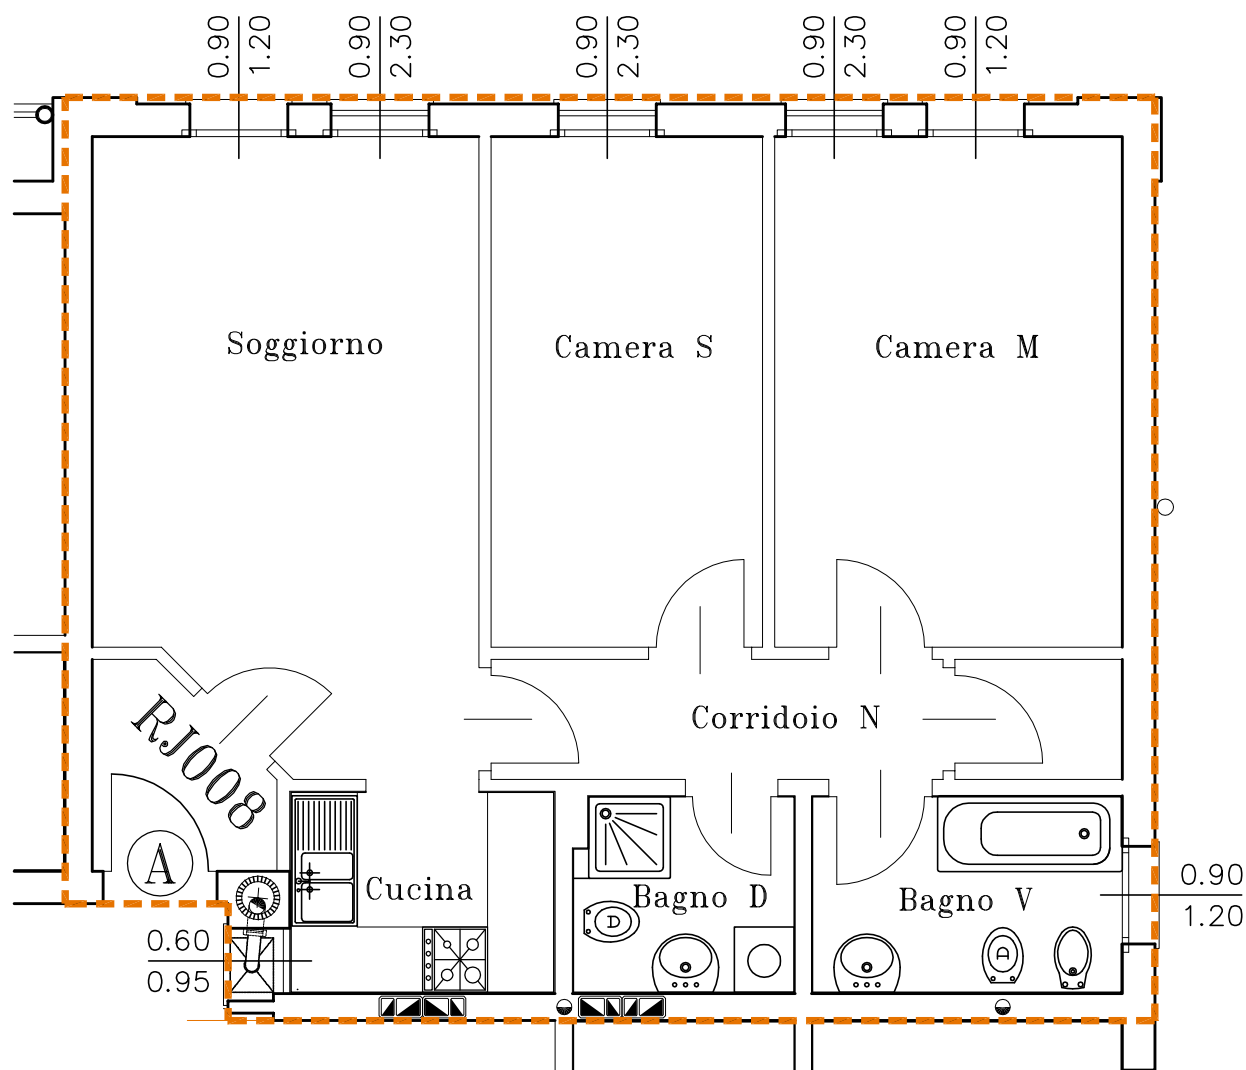 0.90
1.20
0.90
2.30
0.90
2.30
0.90
2.30
0.90
1.20
Soggiorno
Camera S
Camera M
RJ008
Corridoio N
A
Cucina
Bagno D
Bagno V
D
A
0.90
1.20
0.60
0.95